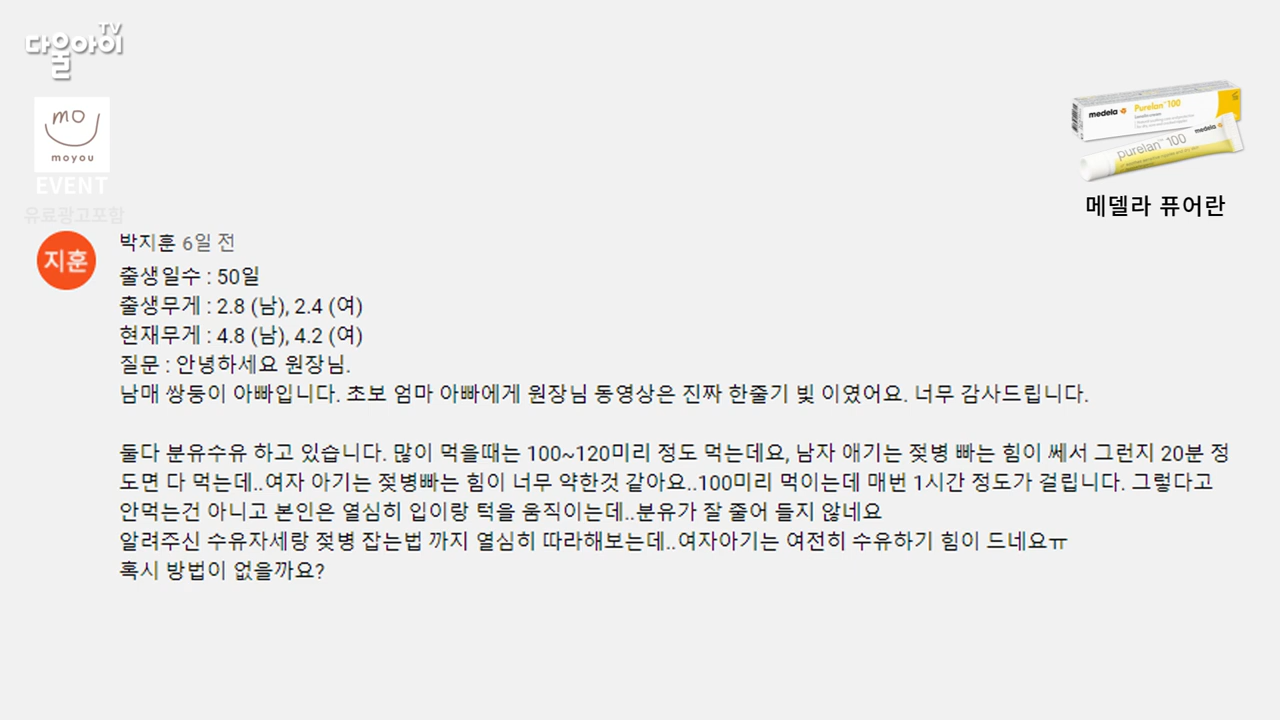 다울아이TV
mo
moyou
EVENT
유료광고포함
medela
Purelan™ 100
purelan™ 100
medela
메델라 퓨어란
지훈
박지훈 6일 전
출생일수 : 50일
출생무게 : 2.8 (남), 2.4 (여)
현재무게 : 4.8 (남), 4.2 (여)
질문 : 안녕하세요 원장님.
남매 쌍둥이 아빠입니다. 초보 엄마 아빠에게 원장님 동영상은 진짜 한줄기 빛 이였어요. 너무 감사드립니다.
둘다 분유수유 하고 있습니다. 많이 먹을때는 100~120미리 정도 먹는데요, 남자 애기는 젖병 빠는 힘이 쎄서 그런지 20분 정
도면 다 먹는데..여자 아기는 젖병빠는 힘이 너무 약한것 같아요..100미리 먹이는데 매번 1시간 정도가 걸립니다. 그렇다고
안먹는건 아니고 본인은 열심히 입이랑 턱을 움직이는데..분유가 잘 줄어 들지 않네요
알려주신 수유자세랑 젖병 잡는법 까지 열심히 따라해보는데..여자아기는 여전히 수유하기 힘이 드네요ㅠ
혹시 방법이 없을까요?